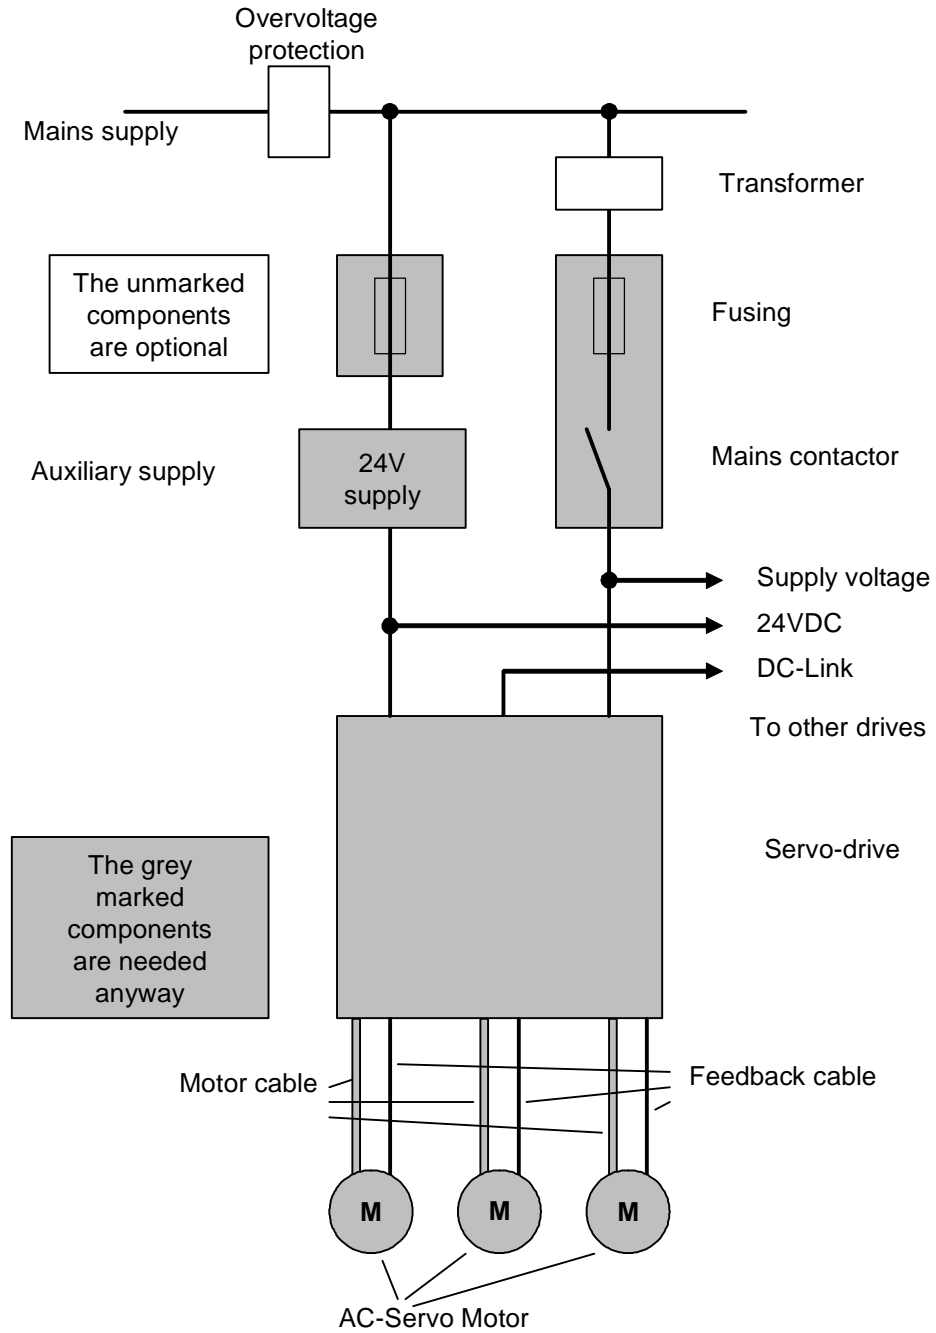 Overvoltage
protection
Mains supply
Transformer
The unmarked
components
are optional
Fusing
Auxiliary supply
24V
supply
Mains contactor
Supply voltage
24VDC
DC-Link
To other drives
Servo-drive
The grey
marked
components
are needed
anyway
Motor cable
Feedback cable
M
M
M
AC-Servo Motor